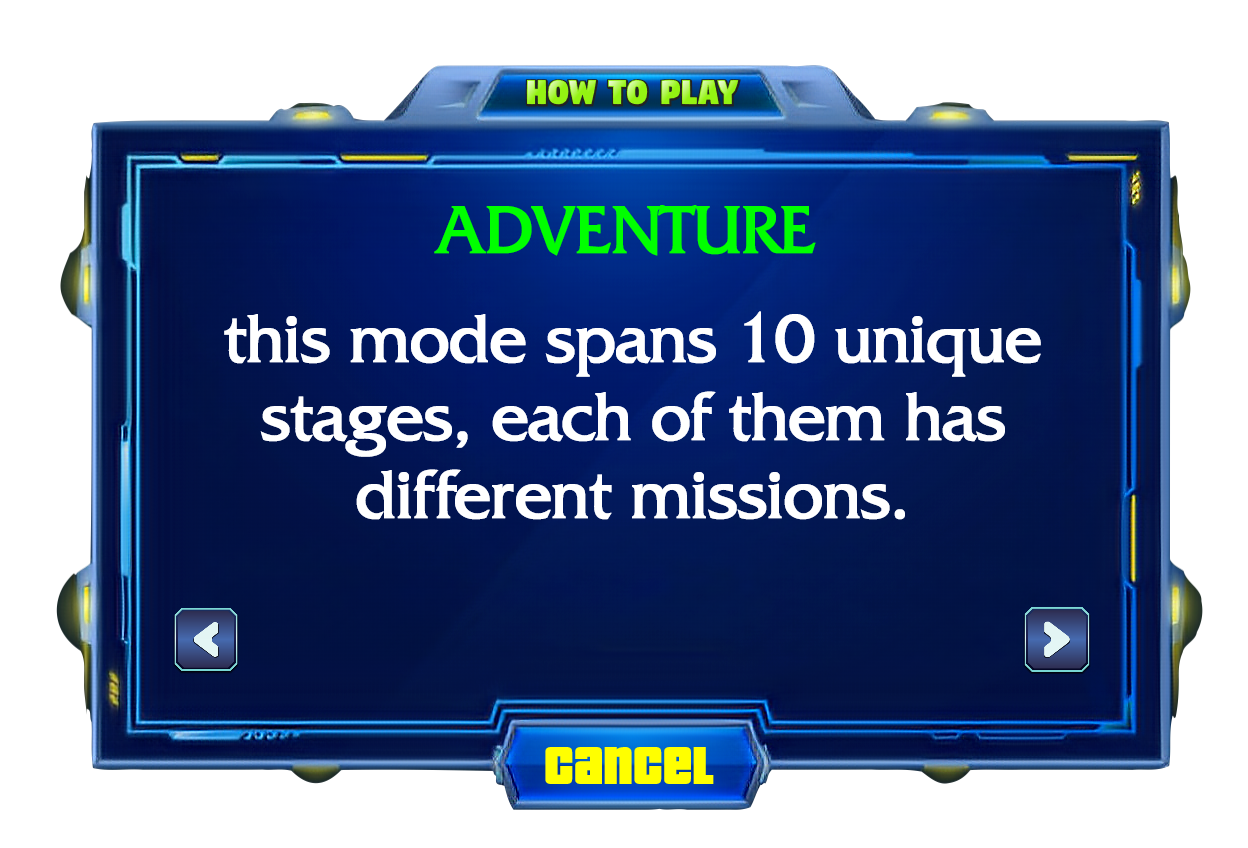 HOW TO PLAY
ADVENTURE
this mode spans 10 unique
stages, each of them has
different missions.
CANCEL